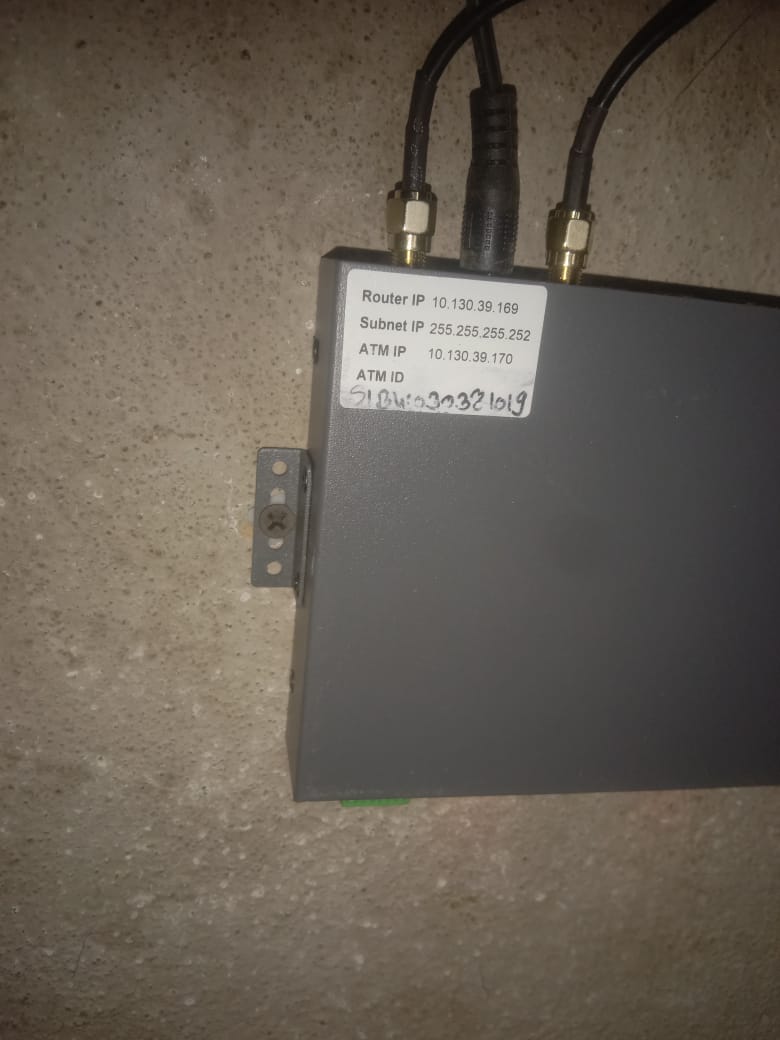 Router IP 10.130.39.169
Subnet IP 255.255.255.252
ATM IP 10.130.39.170
ATM ID
S1BW030321019